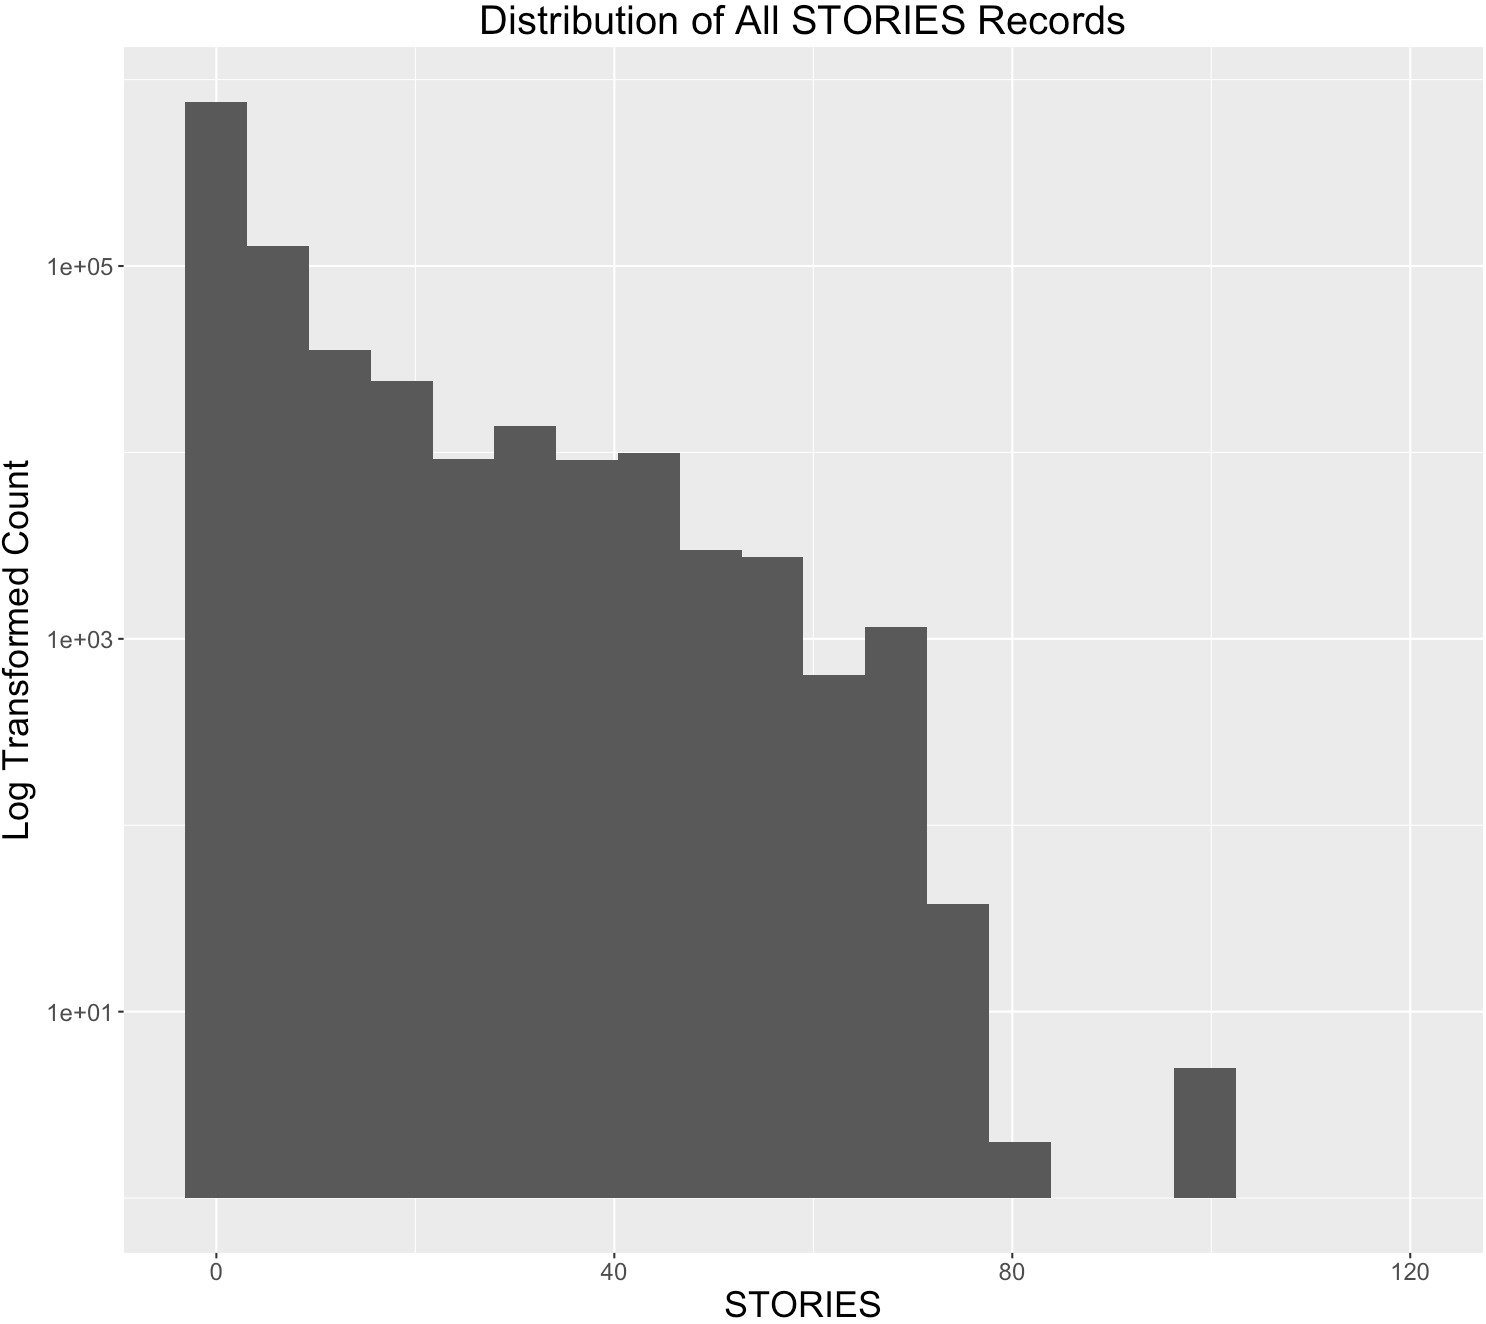 Distribution of All STORIES Records
Log Transformed Count
1e+05
1e+03
1e+01
0 40 80 120
STORIES